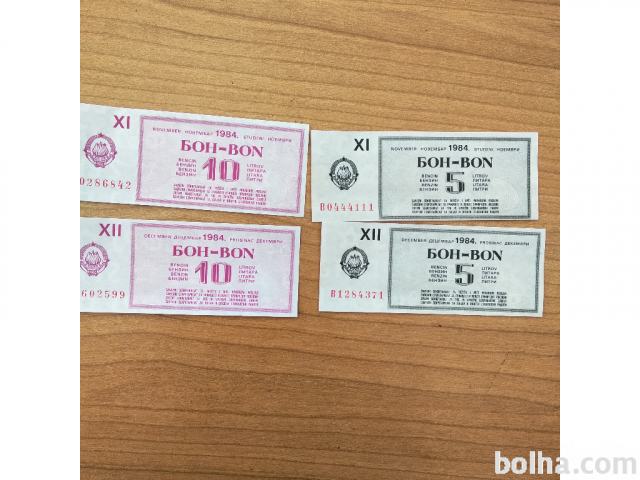 XI
NOVEMBER, НОЕМВАР 1984, STUDENI НОЕМВРИ
БОН-BON
BENCIN
БЕНЗИН
BENZIN
БЕНЗИН
10
LITROV
ЛИТАРА
LITARA
ЛИТРИ
0286842
XII
DECEMBER ДЕЦЕМБАР 1984, PROSINAC ДЕКЕМВРИ
БОН-BON
BENCIN
БЕНЗИН
BENZIN
БЕНЗИН
10
LITROV
ЛИТАРА
LITARA
ЛИТРИ
602599
XI
NOVEMBER НОВЕМБАР 1984, STUDENI НОЕМВРИ
БОН-BON
BENCIN
БЕНЗИН
BENZIN
БЕНЗИН
5
LITROV
ЛИТАРА
LITARA
ЛИТРИ
B0444111
XII
DECEMBER ДЕЦЕМБАР 1984, PROSINAC ДЕКЕМВРИ
БОН-BON
BENCIN
БЕНЗИН
BENZIN
БЕНЗИН
5
LITROV
ЛИТАРА
LITARA
ЛИТРИ
B1284371
bolha.com